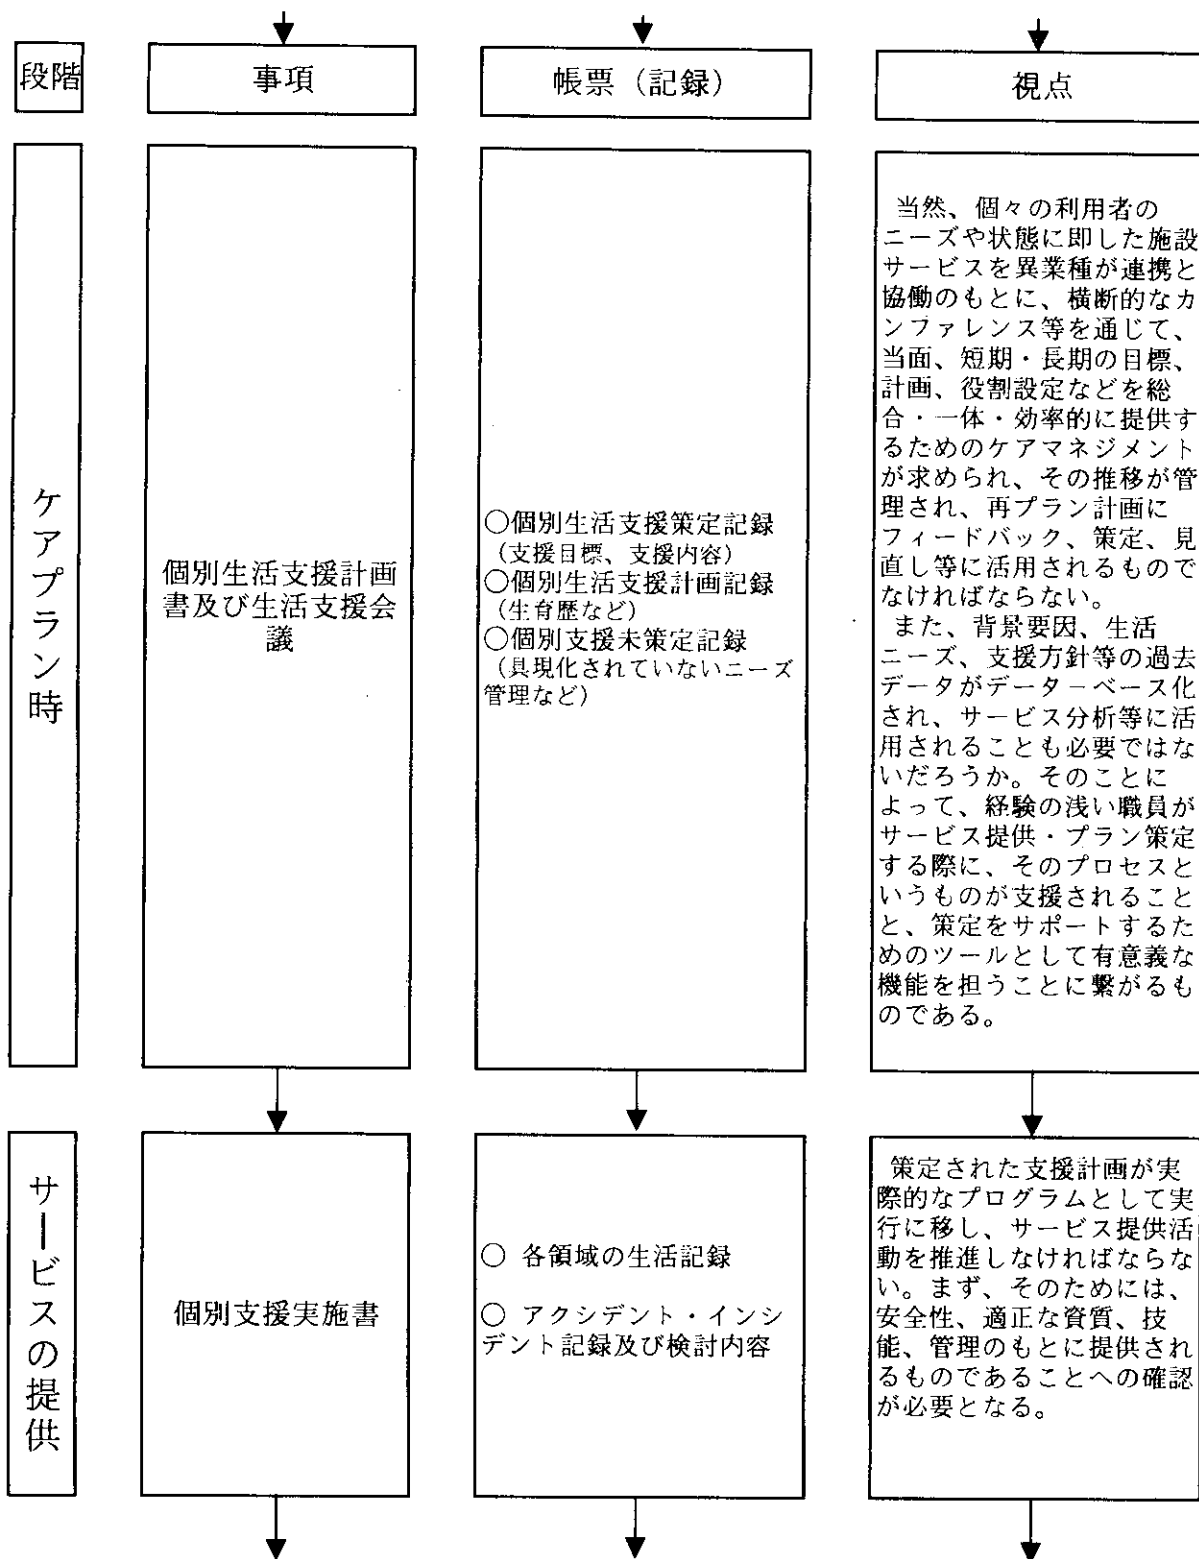 段階
事項
帳票（記録）
視点
ケアプラン時
個別生活支援計画
書及び生活支援会
議
○個別生活支援策定記録
（支援目標、支援内容）
○個別生活支援計画記録
（生育歴など）
○個別支援未策定記録
（具現化されていないニーズ
管理など）
当然、個々の利用者の
ニーズや状態に即した施設
サービスを異業種が連携と
協働のもとに、横断的なカ
ンファレンス等を通じて、
当面、短期・長期の目標、
計画、役割設定などを総
合・一体・効率的に提供す
るためのケアマネジメント
が求められ、その推移が管
理され、再プラン計画に
フィードバック、策定、見
直し等に活用されるもので
なければならない。
また、背景要因、生活
ニーズ、支援方針等の過去
データがデーターベース化
され、サービス分析等に活
用されることも必要ではな
いだろうか。そのことに
よって、経験の浅い職員が
サービス提供・プラン策定
する際に、そのプロセスと
いうものが支援されること
と、策定をサポートするた
めのツールとして有意義な
機能を担うことに繋がるも
のである。
サービスの提供
個別支援実施書
○ 各領域の生活記録
○ アクシデント・インシ
デント記録及び検討内容
策定された支援計画が実
際的なプログラムとして実
行に移し、サービス提供活
動を推進しなければならな
い。まず、そのためには、
安全性、適正な資質、技
能、管理のもとに提供され
るものであることへの確認
が必要となる。